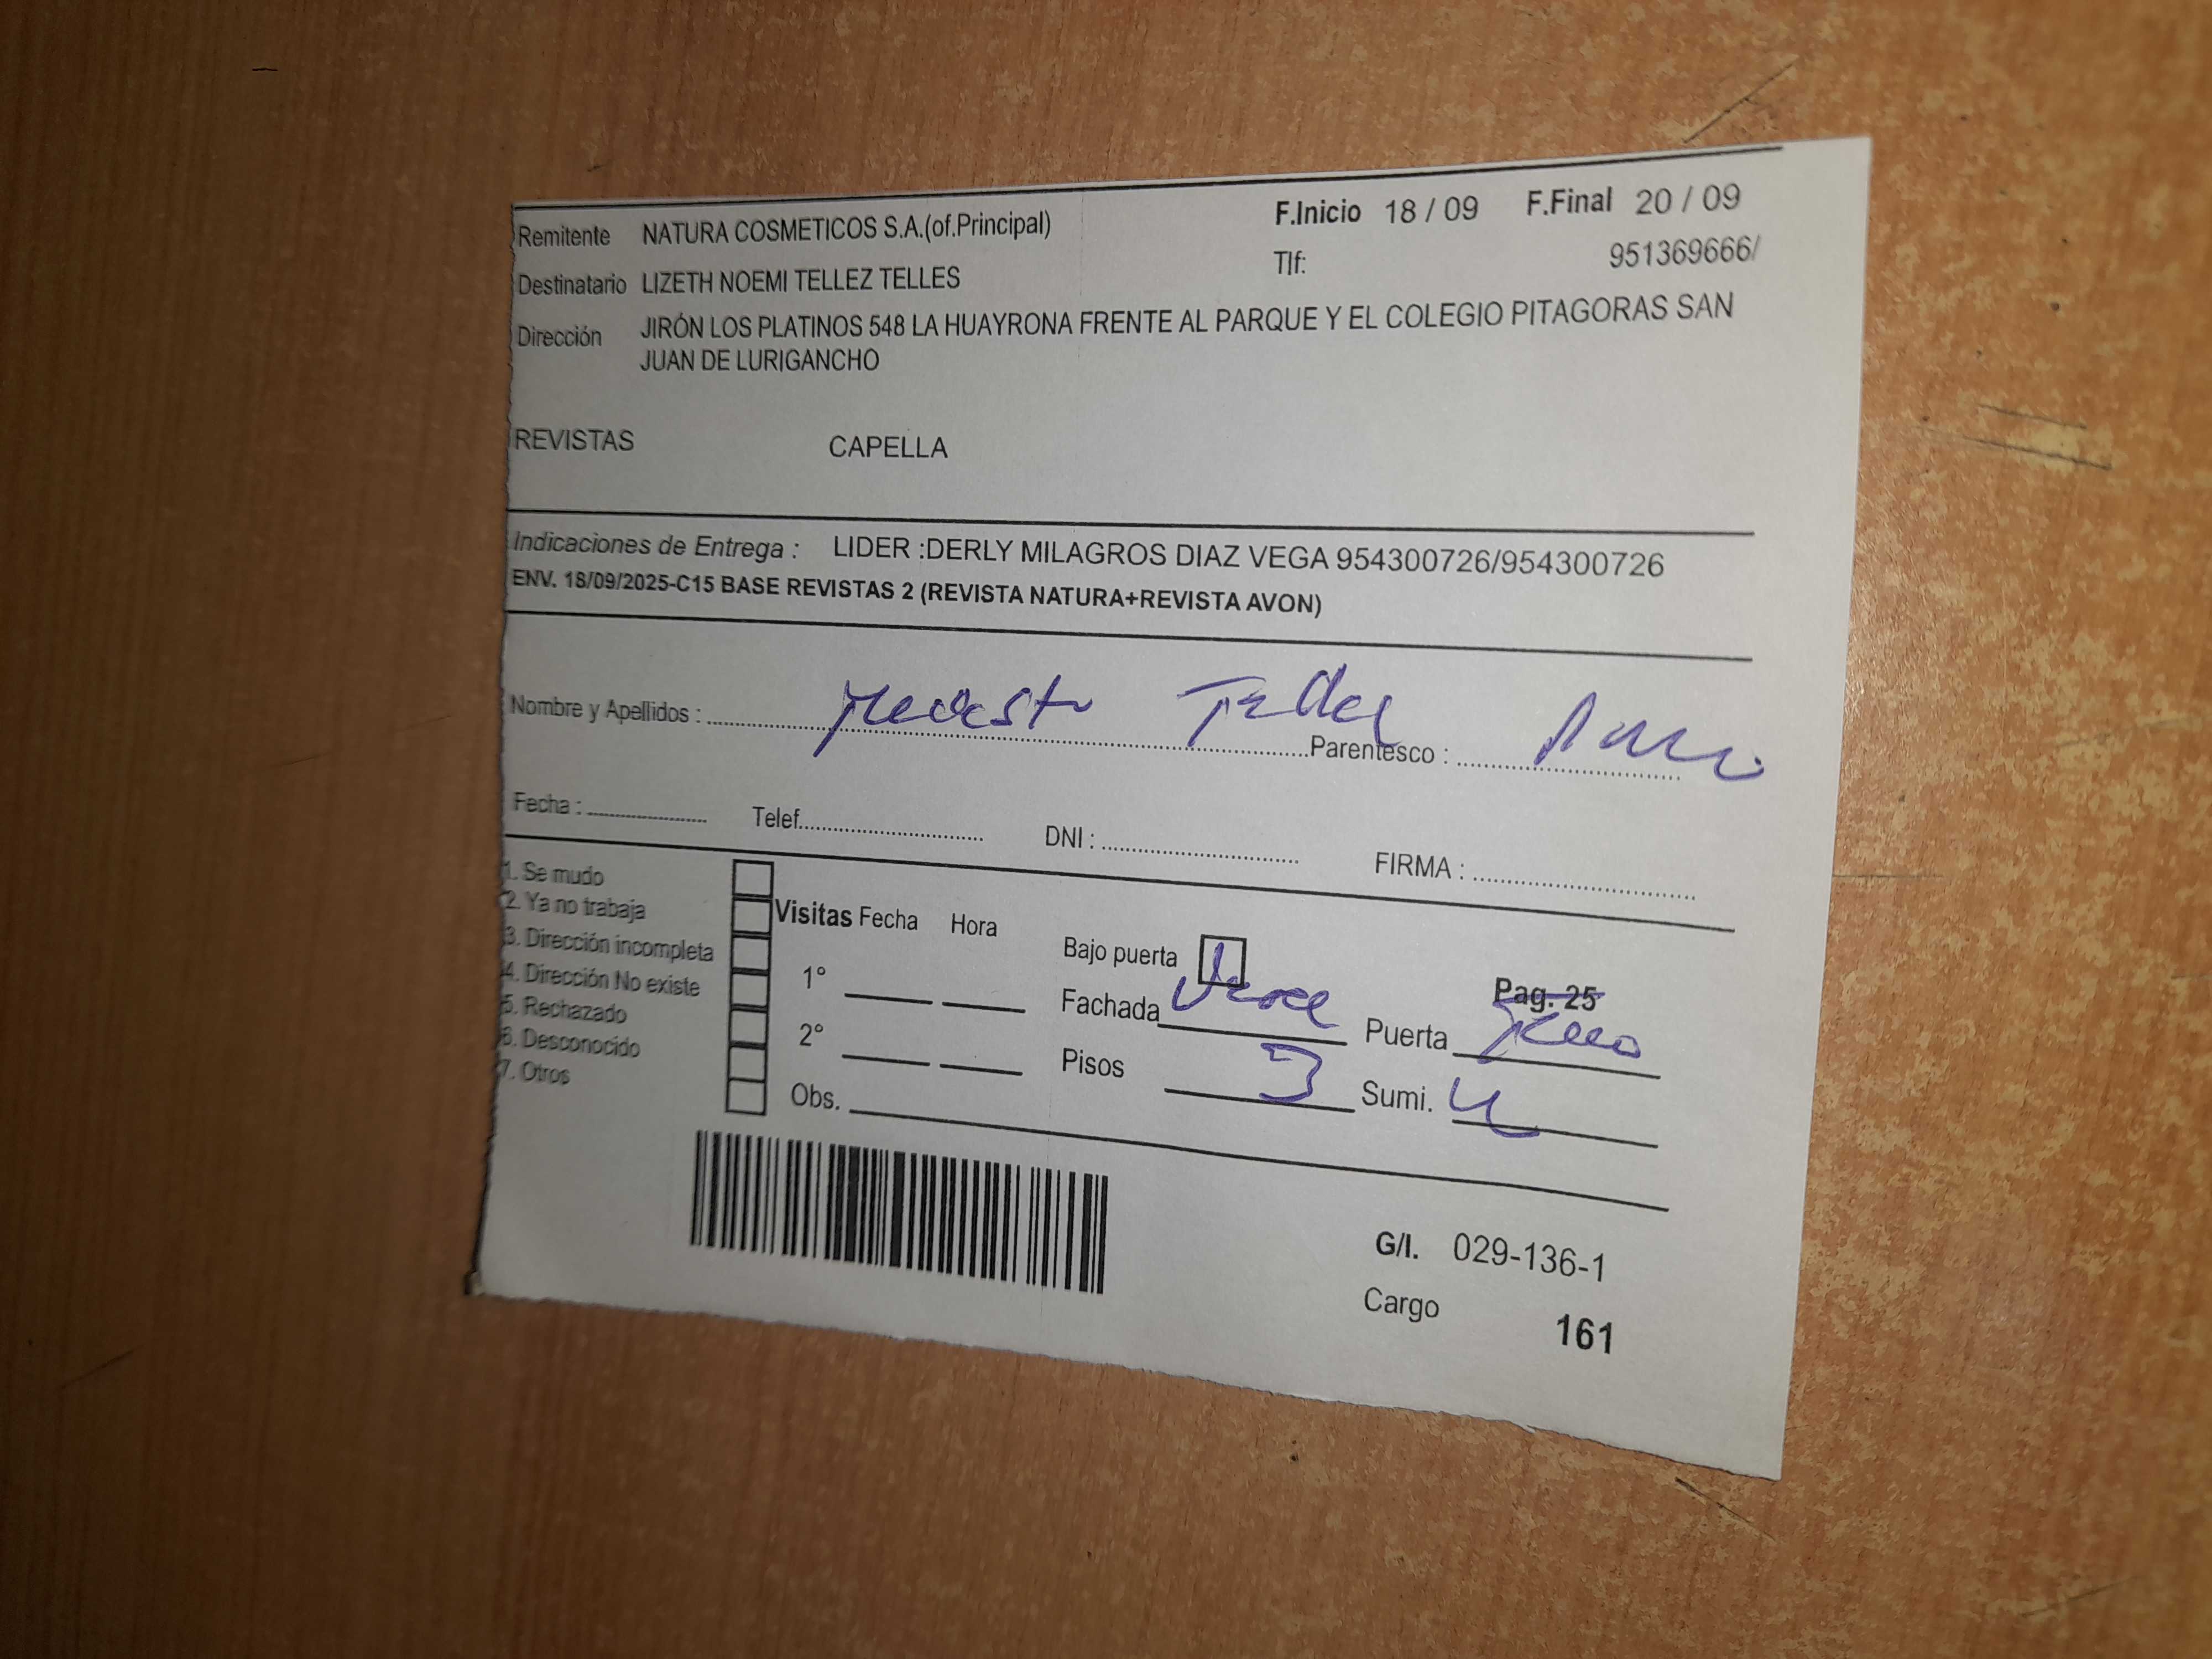 Remitente NATURA COSMETICOS S.A.(of.Principal) F.Inicio 18 / 09 F.Final 20 / 09
Destinatario LIZETH NOEMI TELLEZ TELLES Tlf: 951369666/
Dirección JIRÓN LOS PLATINOS 548 LA HUAYRONA FRENTE AL PARQUE Y EL COLEGIO PITAGORAS SAN
JUAN DE LURIGANCHO
REVISTAS CAPELLA
Indicaciones de Entrega : LIDER :DERLY MILAGROS DIAZ VEGA 954300726/954300726
ENV. 18/09/2025-C15 BASE REVISTAS 2 (REVISTA NATURA+REVISTA AVON)
Nombre y Apellidos : Parentesco :
Fecha : Telef. DNI : FIRMA :
1. Se mudo
2. Ya no trabaja
3. Dirección incompleta
4. Dirección No existe
5. Rechazado
6. Desconocido
7. Otros
Visitas Fecha Hora
1°
2°
Obs.
Bajo puerta
Fachada
Pisos 3
Pag. 25
Puerta
Sumi.
G/I. 029-136-1
Cargo 161